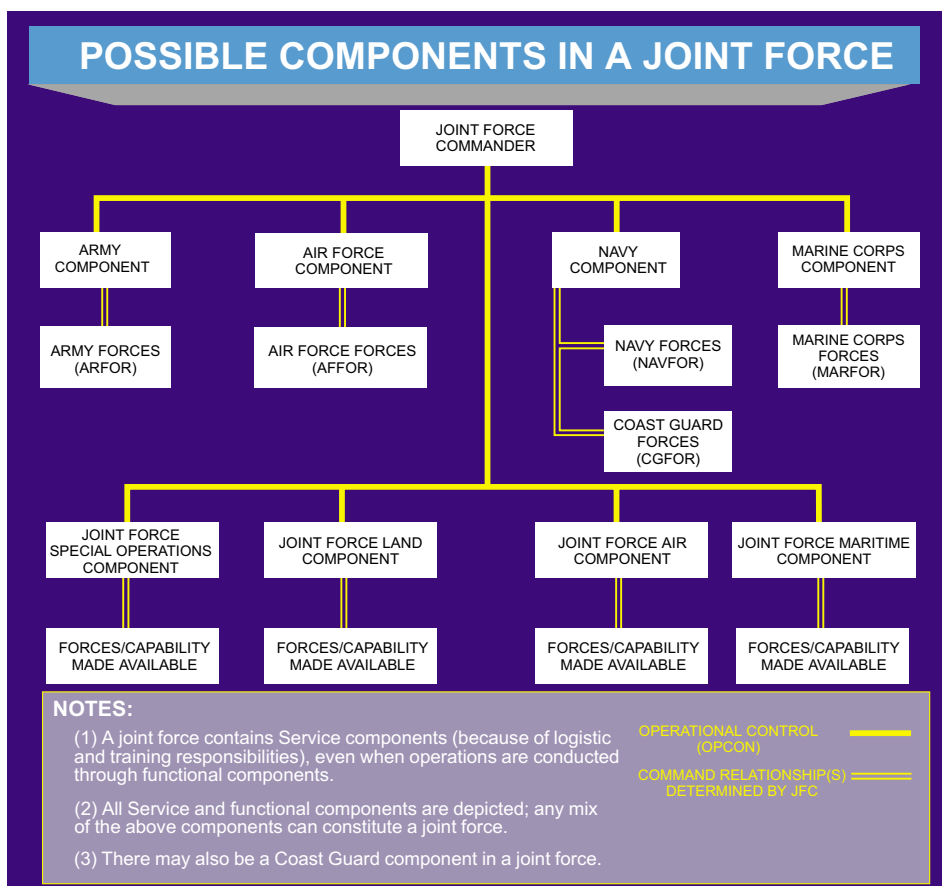 POSSIBLE COMPONENTS IN A JOINT FORCE
JOINT FORCE
COMMANDER
ARMY
COMPONENT
AIR FORCE
COMPONENT
NAVY
COMPONENT
MARINE CORPS
COMPONENT
ARMY FORCES
(ARFOR)
AIR FORCE FORCES
(AFFOR)
NAVY FORCES
(NAVFOR)
MARINE CORPS
FORCES
(MARFOR)
COAST GUARD
FORCES
(CGFOR)
JOINT FORCE
SPECIAL OPERATIONS
COMPONENT
JOINT FORCE LAND
COMPONENT
JOINT FORCE AIR
COMPONENT
JOINT FORCE MARITIME
COMPONENT
FORCES/CAPABILITY
MADE AVAILABLE
FORCES/CAPABILITY
MADE AVAILABLE
FORCES/CAPABILITY
MADE AVAILABLE
FORCES/CAPABILITY
MADE AVAILABLE
NOTES:
(1) A joint force contains Service components (because of logistic
and training responsibilities), even when operations are conducted
through functional components.
(2) All Service and functional components are depicted; any mix
of the above components can constitute a joint force.
(3) There may also be a Coast Guard component in a joint force.
OPERATIONAL CONTROL
(OPCON)
COMMAND RELATIONSHIP(S)
DETERMINED BY JFC